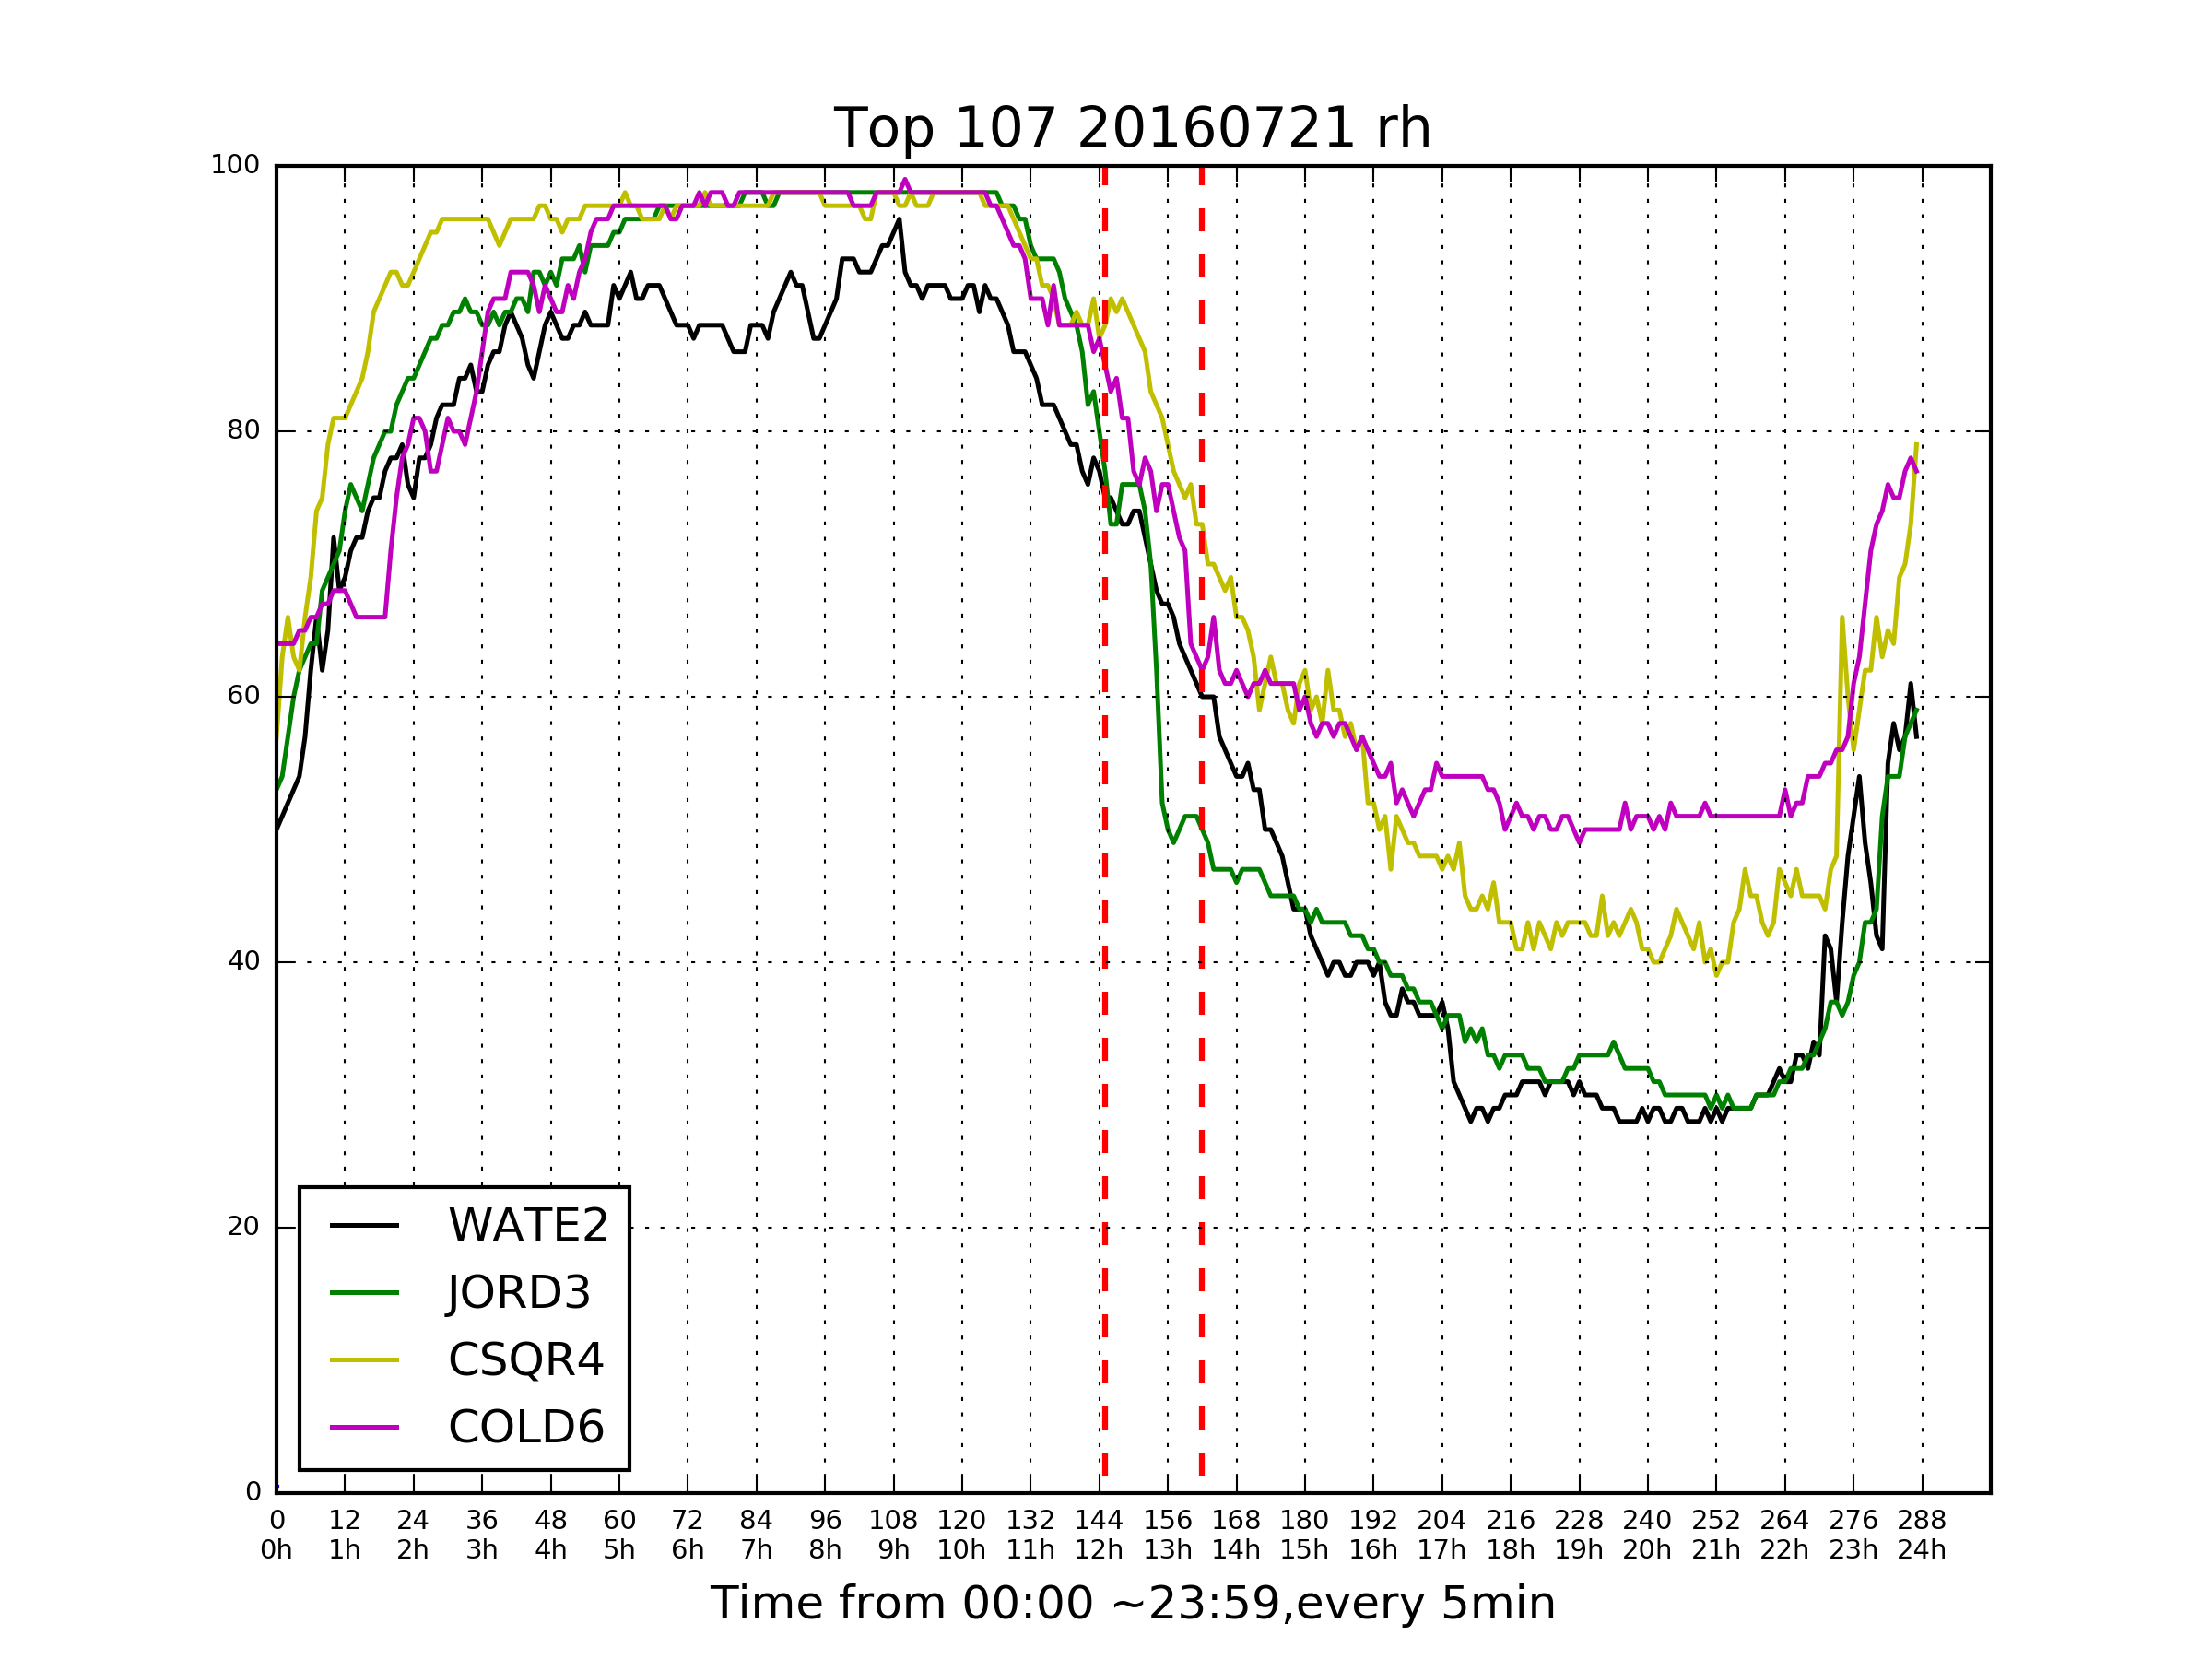 Top 107 20160721 rh
100
80
60
40
20
0
WATE2
JORD3
CSQR4
COLD6
0 12 24 36 48 60 72 84 96 108 120 132 144 156 168 180 192 204 216 228 240 252 264 276 288
0h 1h 2h 3h 4h 5h 6h 7h 8h 9h 10h 11h 12h 13h 14h 15h 16h 17h 18h 19h 20h 21h 22h 23h 24h
Time from 00:00 ~23:59,every 5min